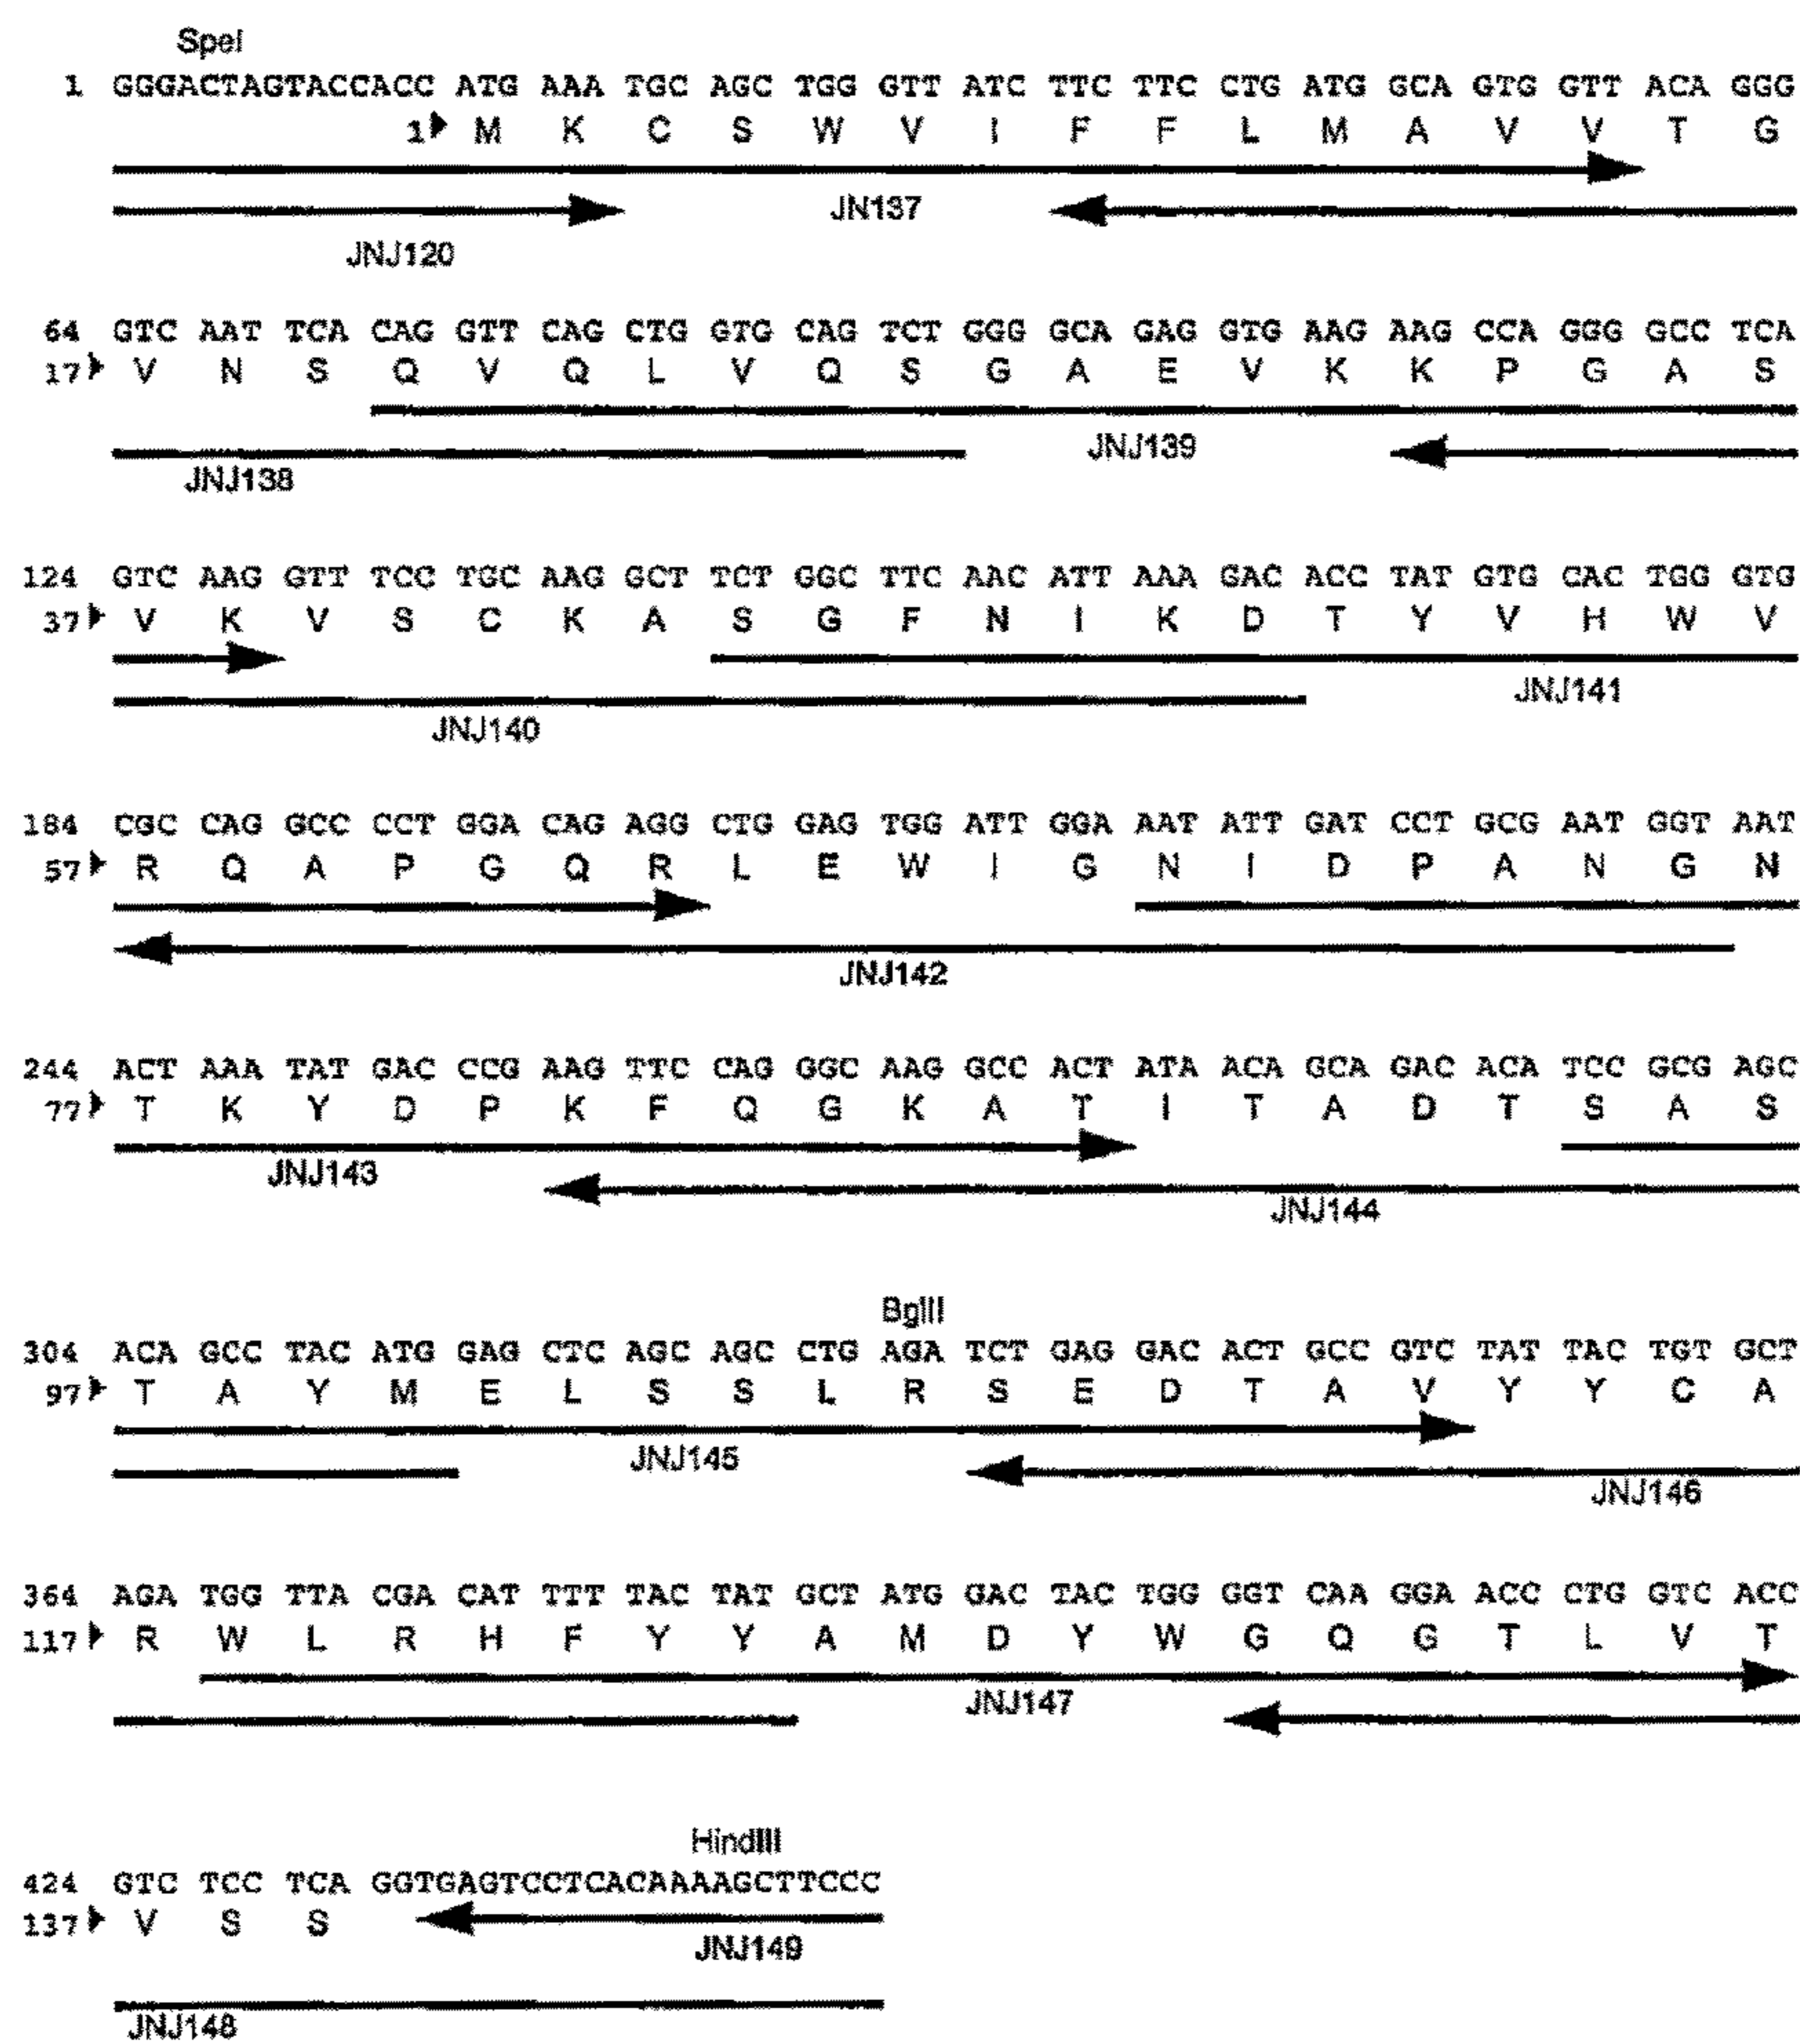 SpeI
1 GGGACTAGTACCACC ATG AAA TGC AGC TGG GTT ATC TTC TTC CTG ATG GCA GTG GTT ACA GGG
1 M K C S W V I F F L M A V V T G
JN137
JNJ120
64 GTC AAT TCA CAG GTT CAG CTG GTG CAG TCT GGG GCA GAG GTG AAG AAG CCA GGG GCC TCA
17 V N S Q V Q L V Q S G A E V K K P G A S
JNJ139
JNJ138
124 GTC AAG GTT TCC TGC AAG GCT TCT GGC TTC AAC ATT AAA GAC ACC TAT GTG CAC TGG GTG
37 V K V S C K A S G F N I K D T Y V H W V
JNJ141
JNJ140
184 CGC CAG GCC CCT GGA CAG AGG CTG GAG TGG ATT GGA AAT ATT GAT CCT GCG AAT GGT AAT
57 R Q A P G Q R L E W I G N I D P A N G N
JNJ142
244 ACT AAA TAT GAC CCG AAG TTC CAG GGC AAG GCC ACT ATA ACA GCA GAC ACA TCC GCG AGC
77 T K Y D P K F Q G K A T I T A D T S A S
JNJ143
JNJ144
BglII
304 ACA GCC TAC ATG GAG CTC AGC AGC CTG AGA TCT GAG GAC ACT GCC GTC TAT TAC TGT GCT
97 T A Y M E L S S L R S E D T A V Y Y C A
JNJ145
JNJ146
364 AGA TGG TTA CGA CAT TTT TAC TAT GCT ATG GAC TAC TGG GGT CAA GGA ACC CTG GTC ACC
117 R W L R H F Y Y A M D Y W G Q G T L V T
JNJ147
HindIII
424 GTC TCC TCA GGTGAGTCCTCACAAAAGCTTCCC
137 V S S
JNJ149
JNJ148